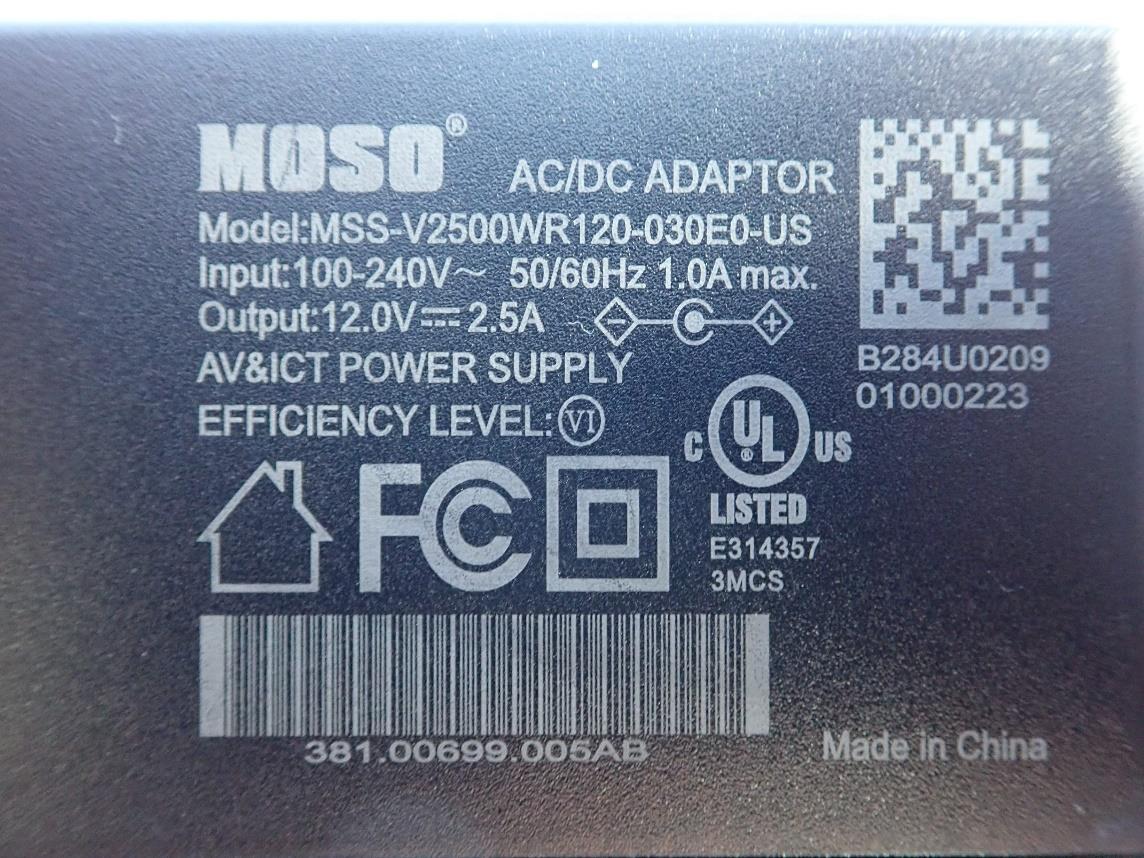 MOSO®
AC/DC ADAPTOR
Model:MSS-V2500WR120-030E0-US
Input:100-240V~ 50/60Hz 1.0A max.
Output:12.0V⎓2.5A - +
AV&ICT POWER SUPPLY
EFFICIENCY LEVEL:VI
B284U0209
01000223
C UL® US
LISTED
E314357
3MCS
FC
381.00699.005AB
Made in China